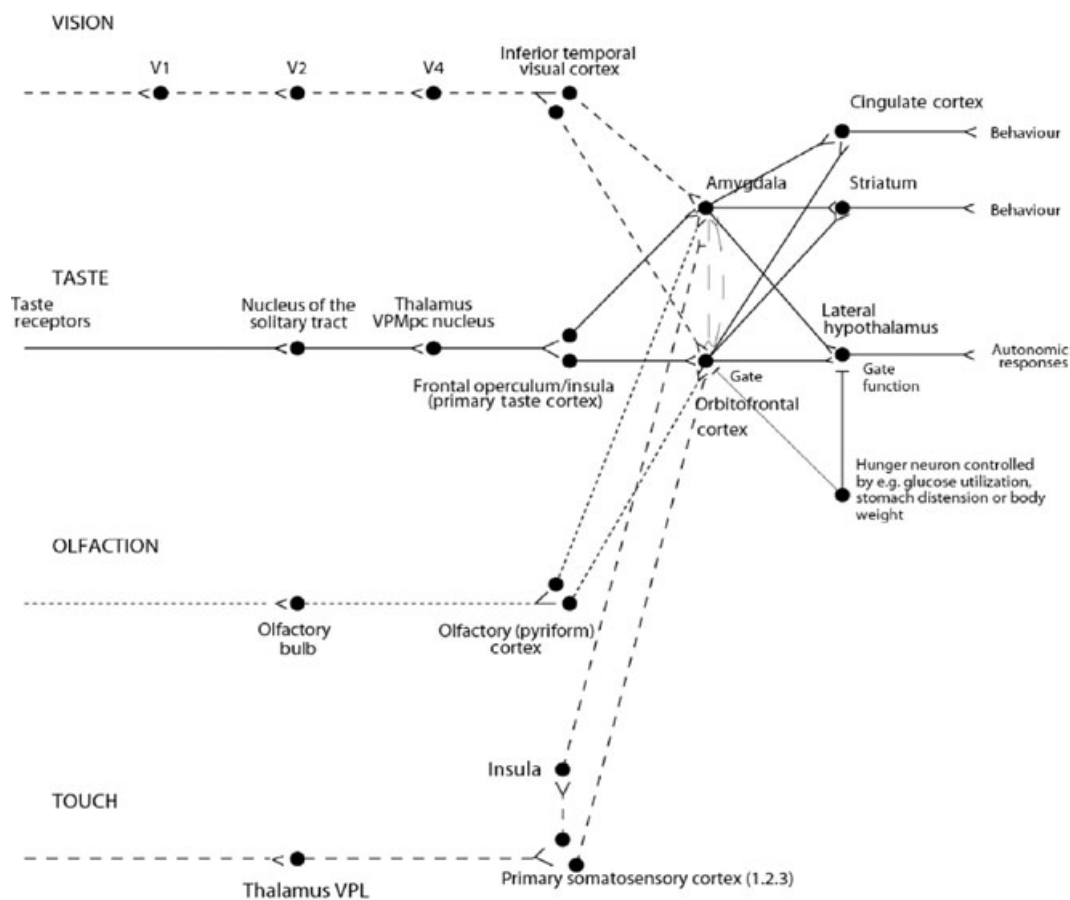 VISION
V1
V2
V4
Inferior temporal
visual cortex
Cingulate cortex
Behaviour
Amygdala
Striatum
Behaviour
TASTE
Taste
receptors
Nucleus of the
solitary tract
Thalamus
VPMpc nucleus
Frontal operculum/insula
(primary taste cortex)
Gate
Orbitofrontal
cortex
Lateral
hypothalamus
Gate
function
Autonomic
responses
Hunger neuron controlled
by e.g. glucose utilization,
stomach distension or body
weight
OLFACTION
Olfactory
bulb
Olfactory (pyriform)
cortex
Insula
TOUCH
Thalamus VPL
Primary somatosensory cortex (1.2.3)